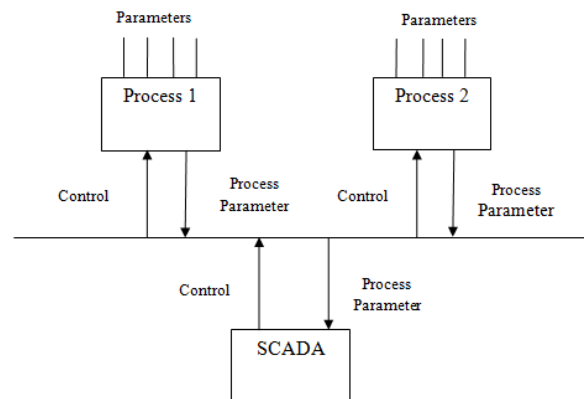 Parameters
Parameters
Process 1
Process 2
Control
Process
Parameter
Control
Process
Parameter
Control
Process
Parameter
SCADA